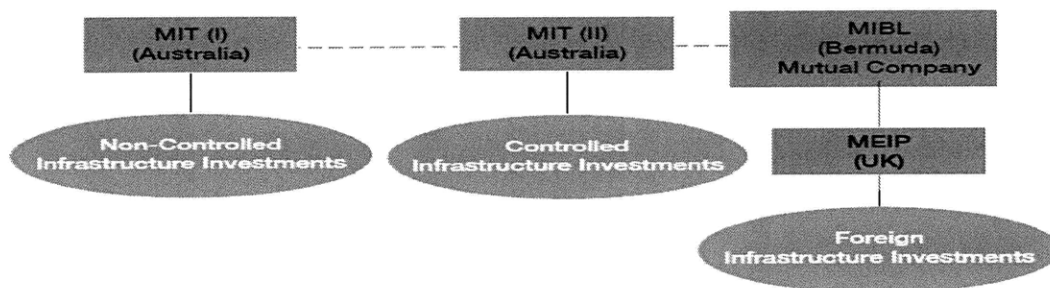 MIT (I)
(Australia)
MIT (II)
(Australia)
MIBL
(Bermuda)
Mutual Company
Non-Controlled
Infrastructure Investments
Controlled
Infrastructure Investments
MEIP
(UK)
Foreign
Infrastructure Investments